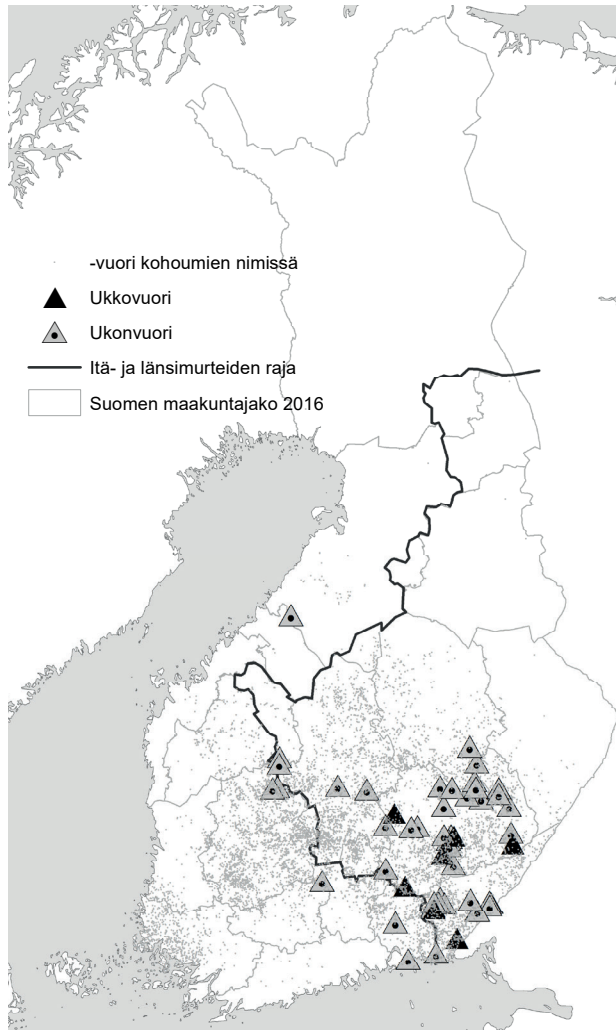 -vuori kohoumien nimissä
Ukkovuori
Ukonvuori
Itä- ja länsimurteiden raja
Suomen maakuntajako 2016